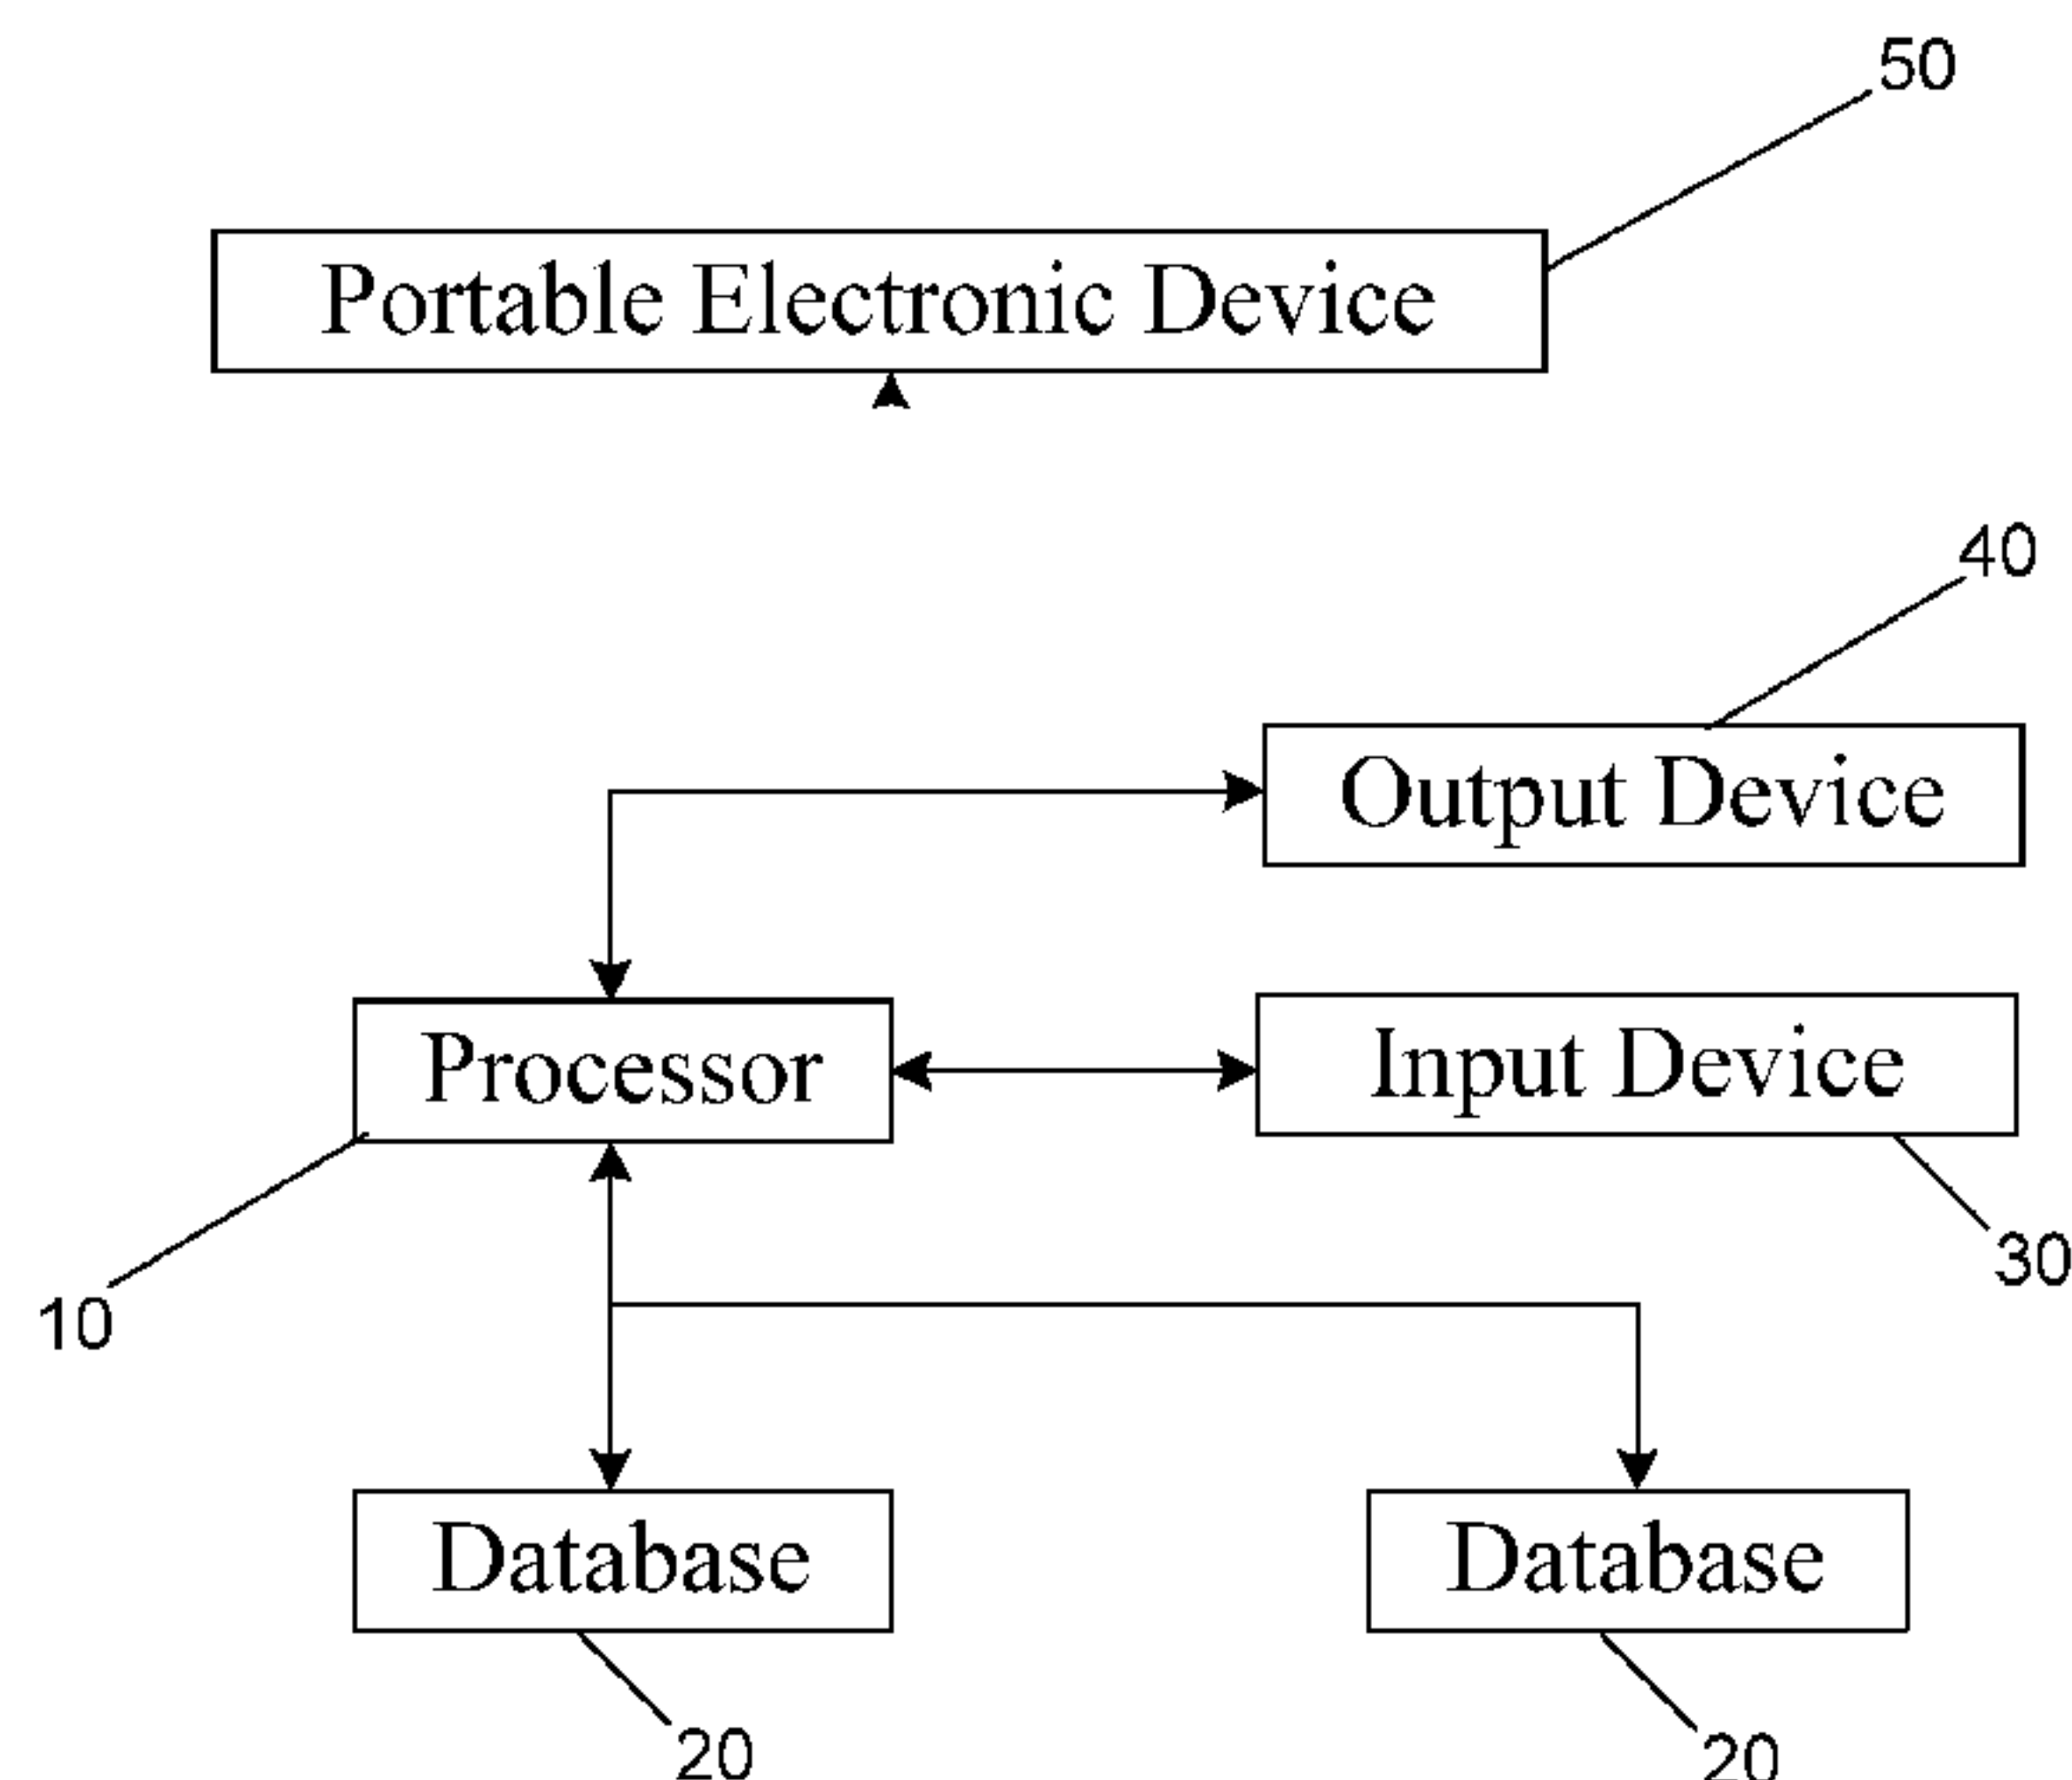 50
Portable Electronic Device
40
Output Device
Processor
Input Device
30
10
Database
Database
20
20